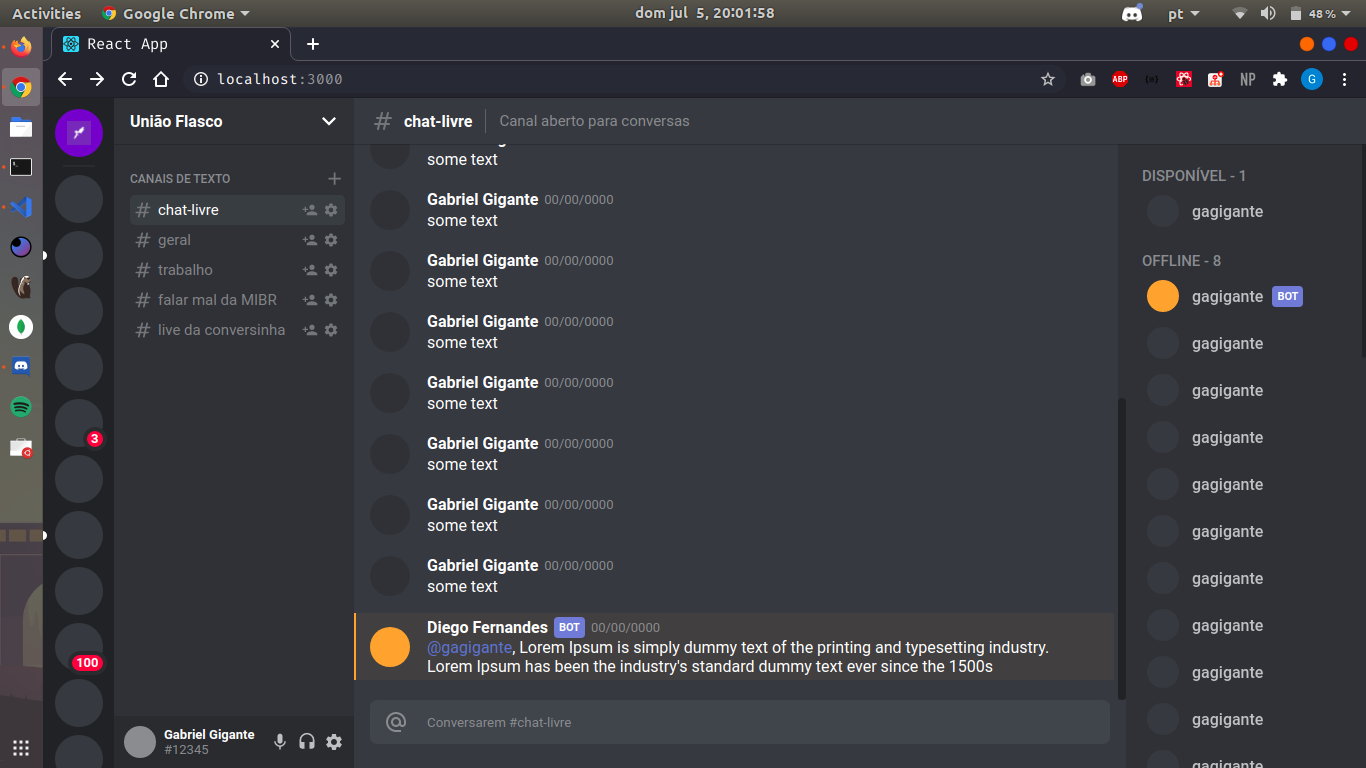 Activities Google Chrome dom jul 5, 20:01:58 pt 48 %
React App
localhost:3000 ABP NP G
União Flasco
# chat-livre Canal aberto para conversas
CANAIS DE TEXTO
# chat-livre
# geral
# trabalho
# falar mal da MIBR
# live da conversinha
3
100
Gabriel Gigante
#12345
some text
Gabriel Gigante 00/00/0000
some text
Gabriel Gigante 00/00/0000
some text
Gabriel Gigante 00/00/0000
some text
Gabriel Gigante 00/00/0000
some text
Gabriel Gigante 00/00/0000
some text
Gabriel Gigante 00/00/0000
some text
Gabriel Gigante 00/00/0000
some text
Diego Fernandes BOT 00/00/0000
@gagigante, Lorem Ipsum is simply dummy text of the printing and typesetting industry.
Lorem Ipsum has been the industry's standard dummy text ever since the 1500s
@ Conversarem #chat-livre
DISPONÍVEL - 1
gagigante
OFFLINE - 8
gagigante BOT
gagigante
gagigante
gagigante
gagigante
gagigante
gagigante
gagigante
gagigante
gagigante